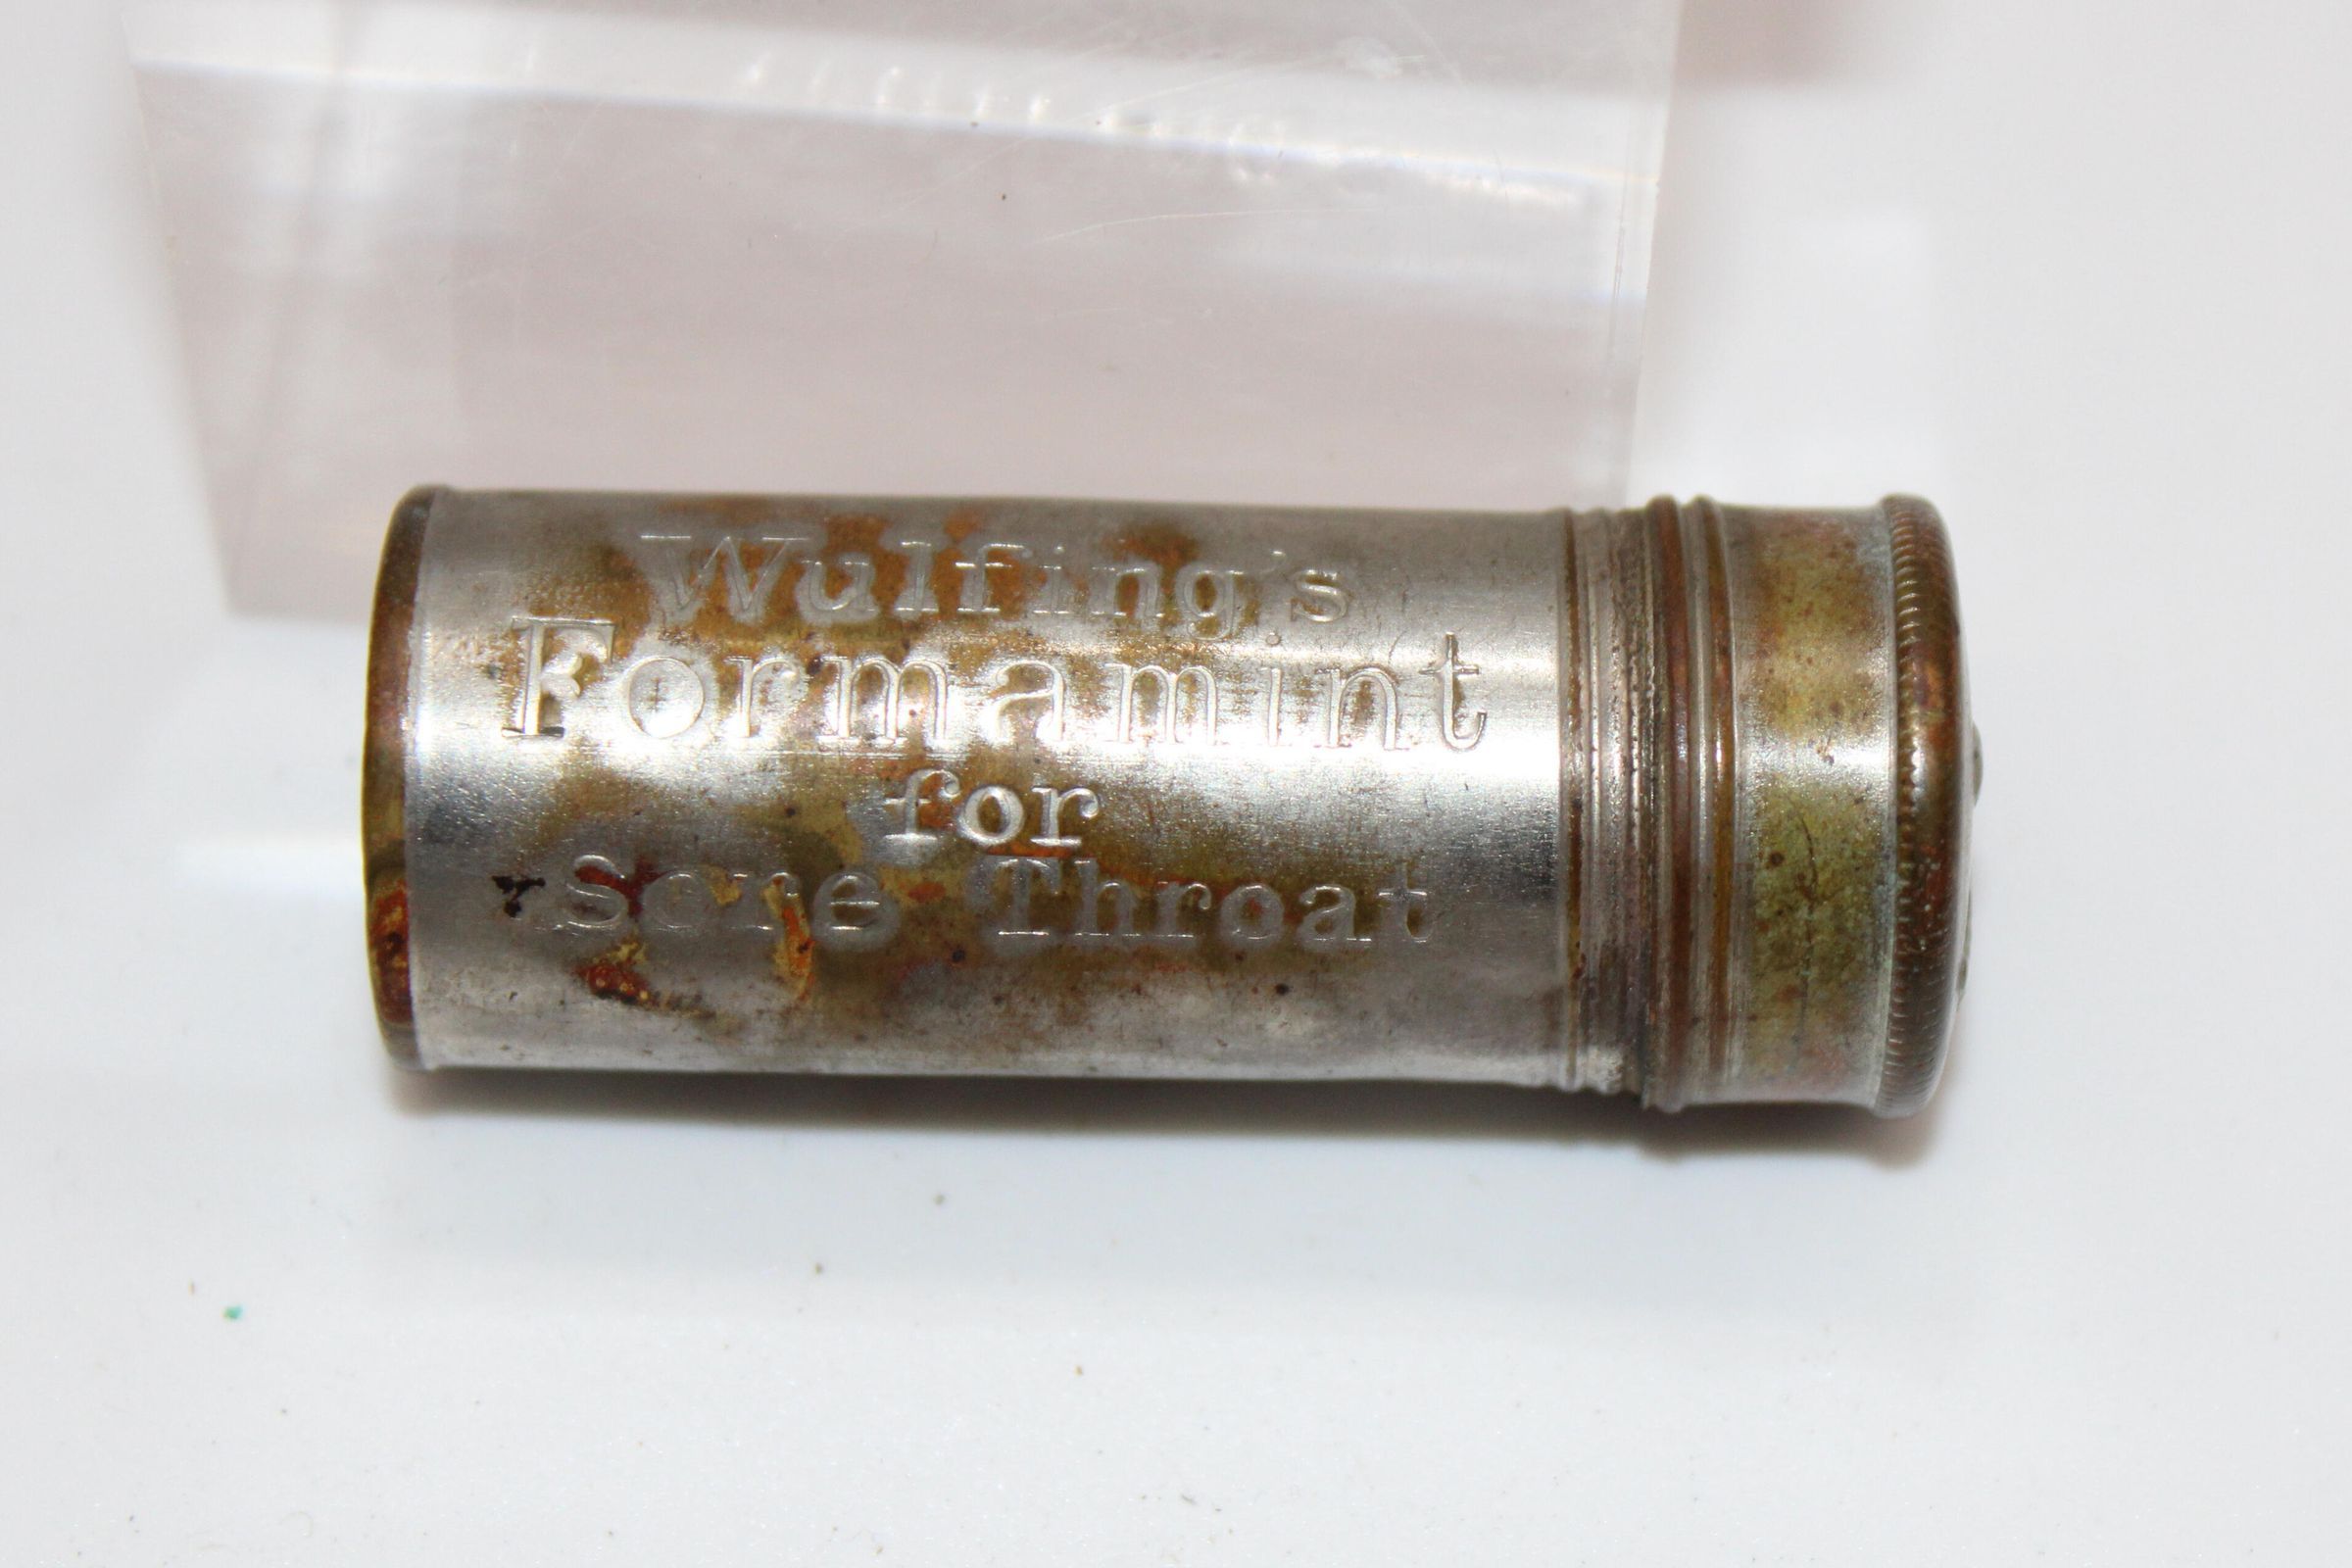 Wulfing's
Formamint
for
Sore Throat